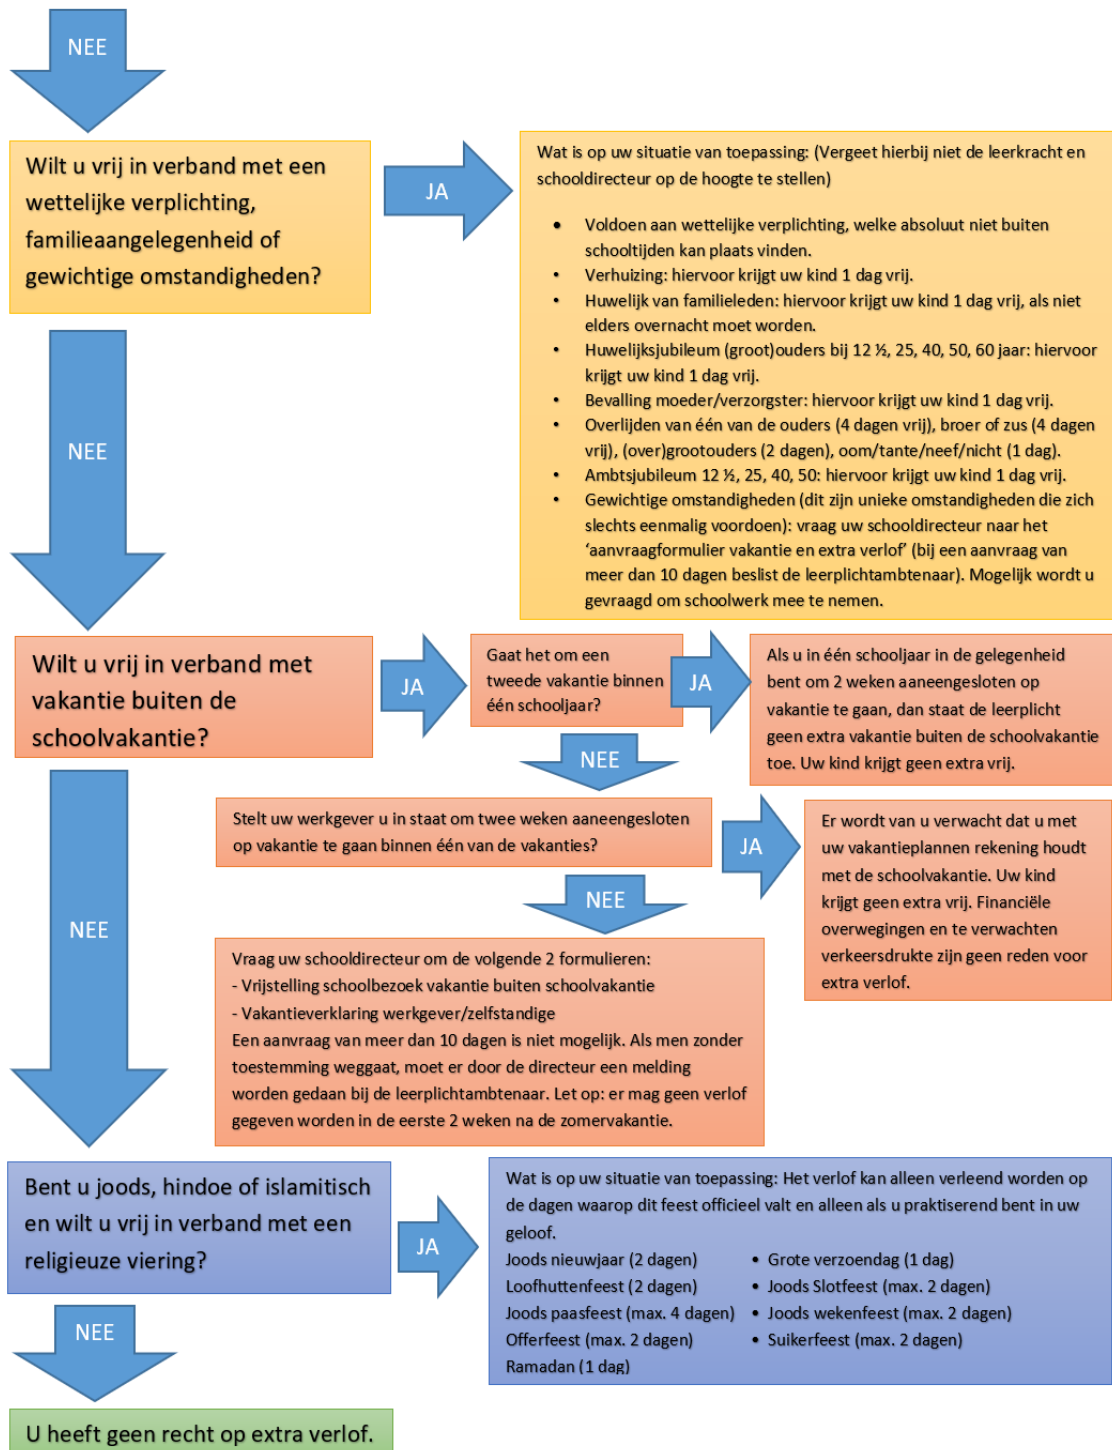 NEE
Wilt u vrij in verband met een
wettelijke verplichting,
familieaangelegenheid of
gewichtige omstandigheden?
JA
Wat is op uw situatie van toepassing: (Vergeet hierbij niet de leerkracht en
schooldirecteur op de hoogte te stellen)
• Voldoen aan wettelijke verplichting, welke absoluut niet buiten
schooltijden kan plaats vinden.
• Verhuizing: hiervoor krijgt uw kind 1 dag vrij.
• Huwelijk van familieleden: hiervoor krijgt uw kind 1 dag vrij, als niet
elders overnacht moet worden.
• Huwelijksjubileum (groot)ouders bij 12 ½, 25, 40, 50, 60 jaar: hiervoor
krijgt uw kind 1 dag vrij.
• Bevalling moeder/verzorgster: hiervoor krijgt uw kind 1 dag vrij.
• Overlijden van één van de ouders (4 dagen vrij), broer of zus (4 dagen
vrij), (over)grootouders (2 dagen), oom/tante/neef/nicht (1 dag).
• Ambtsjubileum 12 ½, 25, 40, 50: hiervoor krijgt uw kind 1 dag vrij.
• Gewichtige omstandigheden (dit zijn unieke omstandigheden die zich
slechts eenmalig voordoen): vraag uw schooldirecteur naar het
‘aanvraagformulier vakantie en extra verlof’ (bij een aanvraag van
meer dan 10 dagen beslist de leerplichtambtenaar). Mogelijk wordt u
gevraagd om schoolwerk mee te nemen.
NEE
Wilt u vrij in verband met
vakantie buiten de
schoolvakantie?
JA
Gaat het om een
tweede vakantie binnen
één schooljaar?
JA
Als u in één schooljaar in de gelegenheid
bent om 2 weken aaneengesloten op
vakantie te gaan, dan staat de leerplicht
geen extra vakantie buiten de schoolvakantie
toe. Uw kind krijgt geen extra vrij.
NEE
Stelt uw werkgever u in staat om twee weken aaneengesloten
op vakantie te gaan binnen één van de vakanties?
JA
Er wordt van u verwacht dat u met
uw vakantieplannen rekening houdt
met de schoolvakantie. Uw kind
krijgt geen extra vrij. Financiële
overwegingen en te verwachten
verkeersdrukte zijn geen reden voor
extra verlof.
NEE
Vraag uw schooldirecteur om de volgende 2 formulieren:
- Vrijstelling schoolbezoek vakantie buiten schoolvakantie
- Vakantieverklaring werkgever/zelfstandige
Een aanvraag van meer dan 10 dagen is niet mogelijk. Als men zonder
toestemming weggaat, moet er door de directeur een melding
worden gedaan bij de leerplichtambtenaar. Let op: er mag geen verlof
gegeven worden in de eerste 2 weken na de zomervakantie.
NEE
Bent u joods, hindoe of islamitisch
en wilt u vrij in verband met een
religieuze viering?
JA
Wat is op uw situatie van toepassing: Het verlof kan alleen verleend worden op
de dagen waarop dit feest officieel valt en alleen als u praktiserend bent in uw
geloof.
Joods nieuwjaar (2 dagen) • Grote verzoendag (1 dag)
Loofhuttenfeest (2 dagen) • Joods Slotfeest (max. 2 dagen)
Joods paasfeest (max. 4 dagen) • Joods wekenfeest (max. 2 dagen)
Offerfeest (max. 2 dagen) • Suikerfeest (max. 2 dagen)
Ramadan (1 dag)
NEE
U heeft geen recht op extra verlof.